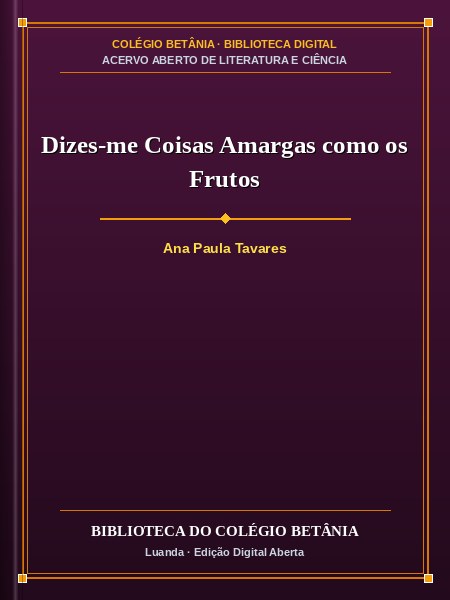 COLÉGIO BETÂNIA · BIBLIOTECA DIGITAL
ACERVO ABERTO DE LITERATURA E CIÊNCIA
Dizes-me Coisas Amargas como os
Frutos
Ana Paula Tavares
BIBLIOTECA DO COLÉGIO BETÂNIA
Luanda · Edição Digital Aberta